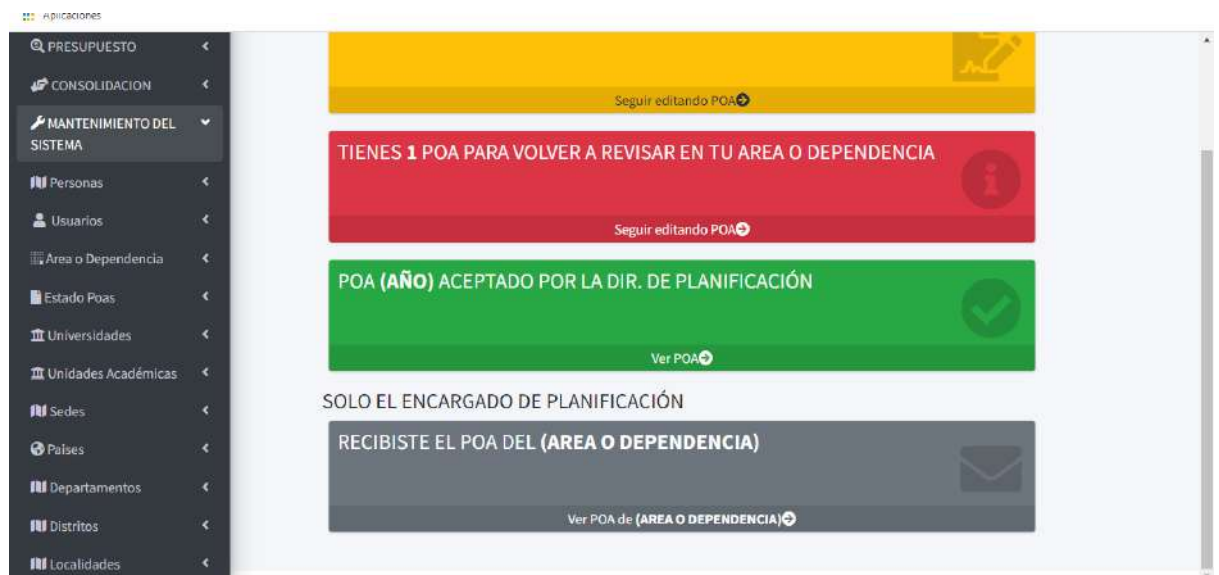 Aplicaciones
PRESUPUESTO
CONSOLIDACION
MANTENIMIENTO DEL
SISTEMA
Personas
Usuarios
Area o Dependencia
Estado Poas
Universidades
Unidades Académicas
Sedes
Paises
Departamentos
Distritos
Localidades
Seguir editando POA
TIENES 1 POA PARA VOLVER A REVISAR EN TU AREA O DEPENDENCIA
Seguir editando POA
POA (AÑO) ACEPTADO POR LA DIR. DE PLANIFICACIÓN
Ver POA
SOLO EL ENCARGADO DE PLANIFICACIÓN
RECIBISTE EL POA DEL (AREA O DEPENDENCIA)
Ver POA de (AREA O DEPENDENCIA)